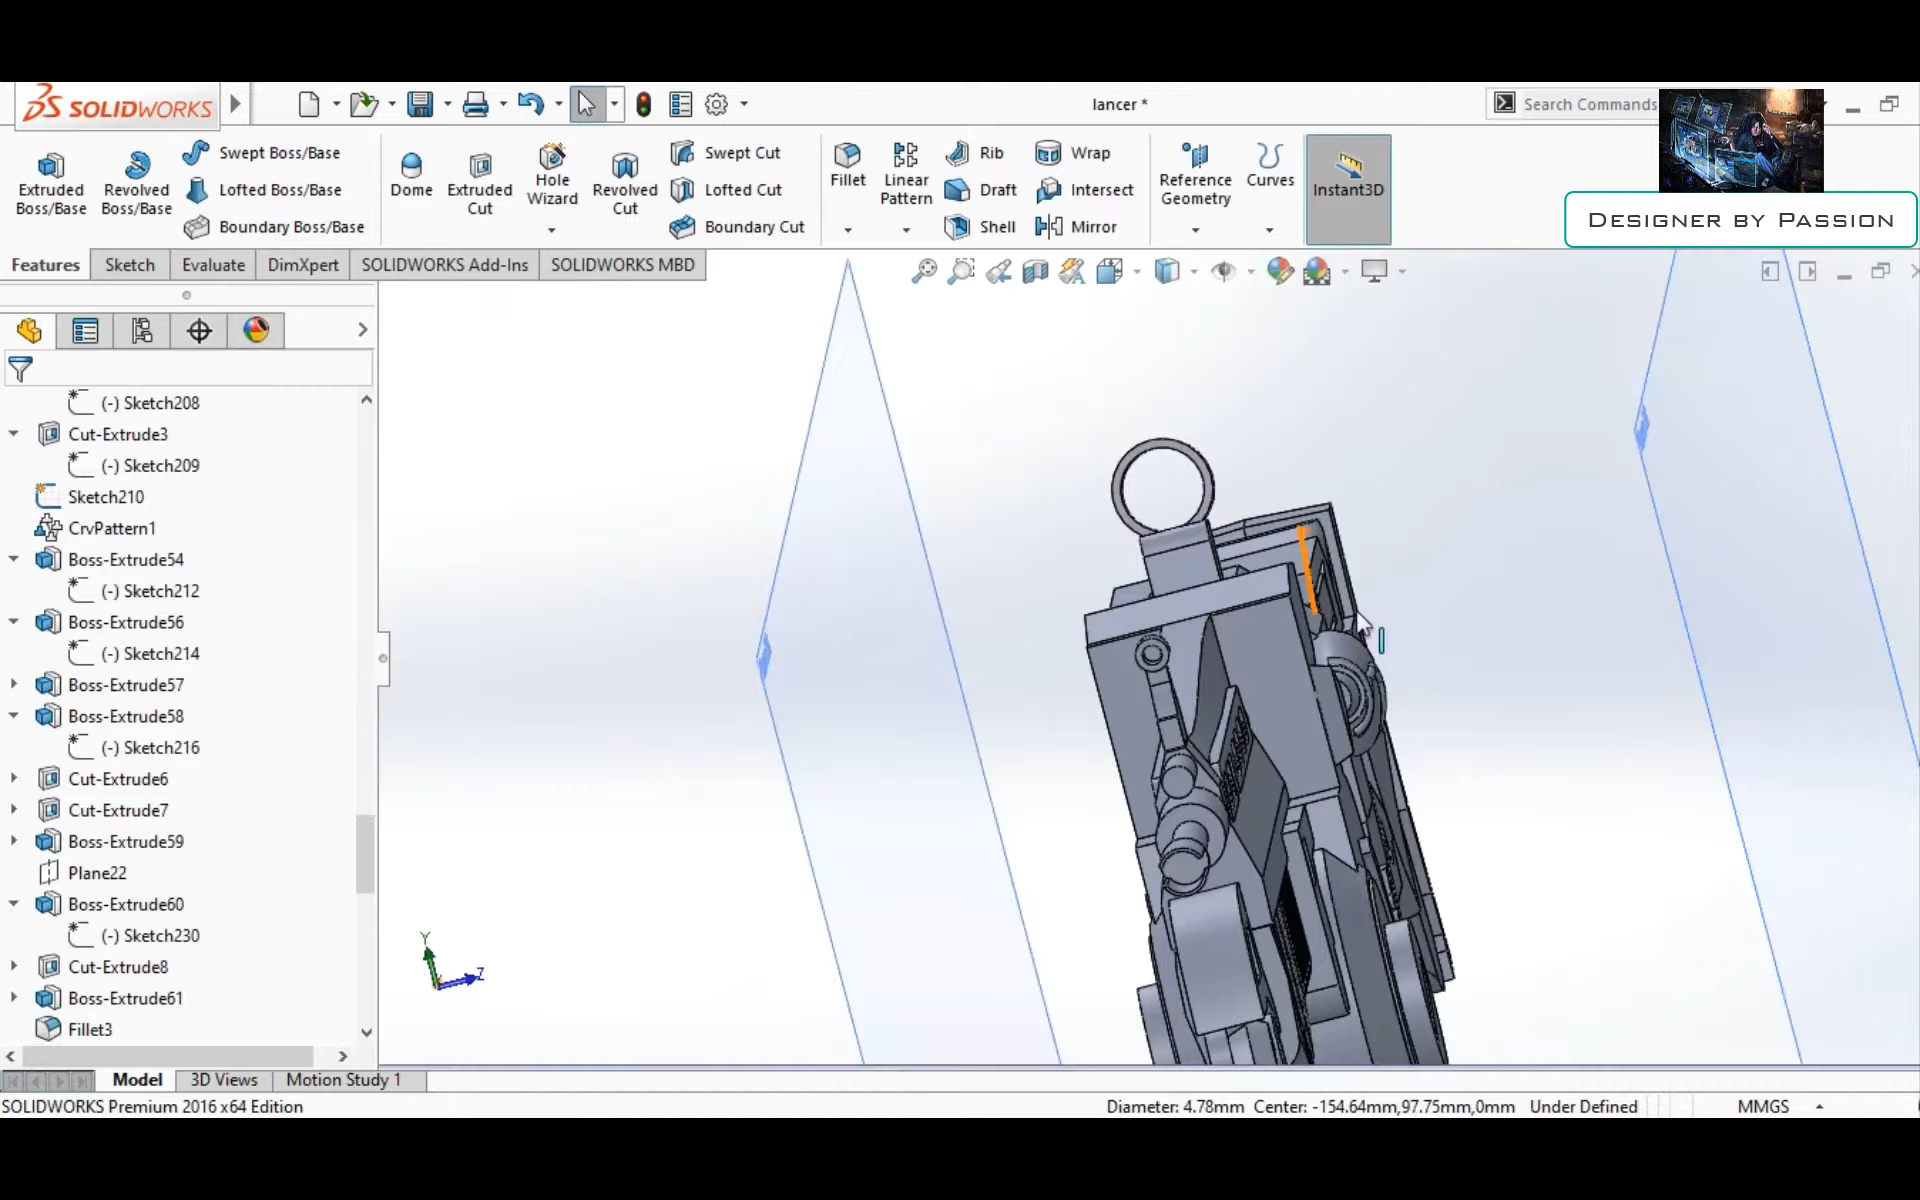 SOLIDWORKS
lancer *
Search Commands
Designer by Passion
Extruded
Boss/Base
Revolved
Boss/Base
Swept Boss/Base
Lofted Boss/Base
Boundary Boss/Base
Dome
Extruded
Cut
Hole
Wizard
Revolved
Cut
Swept Cut
Lofted Cut
Boundary Cut
Fillet
Linear
Pattern
Rib
Draft
Shell
Wrap
Intersect
Mirror
Reference
Geometry
Curves
Instant3D
Features
Sketch
Evaluate
DimXpert
SOLIDWORKS Add-Ins
SOLIDWORKS MBD
(-) Sketch208
Cut-Extrude3
(-) Sketch209
Sketch210
CrvPattern1
Boss-Extrude54
(-) Sketch212
Boss-Extrude56
(-) Sketch214
Boss-Extrude57
Boss-Extrude58
(-) Sketch216
Cut-Extrude6
Cut-Extrude7
Boss-Extrude59
Plane22
Boss-Extrude60
(-) Sketch230
Cut-Extrude8
Boss-Extrude61
Fillet3
Y
Z
Model
3D Views
Motion Study 1
SOLIDWORKS Premium 2016 x64 Edition
Diameter: 4.78mm Center: -154.64mm,97.75mm,0mm
Under Defined
MMGS